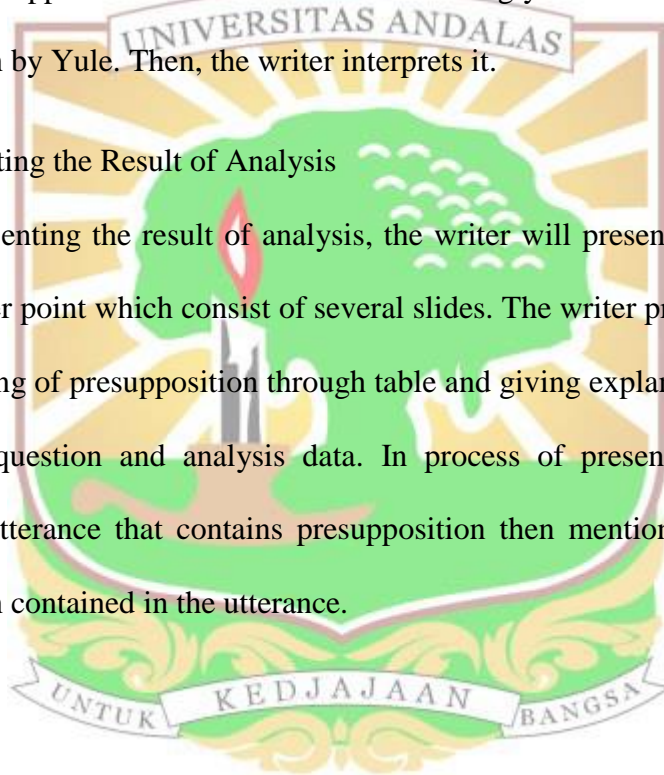 UNIVERSITAS ANDALAS
by Yule. Then, the writer interprets it.
ting the Result of Analysis
enting the result of analysis, the writer will presen
er point which consist of several slides. The writer pr
ng of presupposition through table and giving explan
question and analysis data. In process of presen
tterance that contains presupposition then mention
contained in the utterance.
UNTUK KEDJAJAAN BANGSA